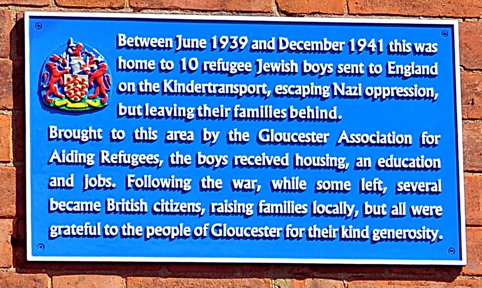 Between June 1939 and December 1941 this was
home to 10 refugee Jewish boys sent to England
on the Kindertransport, escaping Nazi oppression,
but leaving their families behind.
Brought to this area by the Gloucester Association for
Aiding Refugees, the boys received housing, an education
and jobs. Following the war, while some left, several
became British citizens, raising families locally, but all were
grateful to the people of Gloucester for their kind generosity.